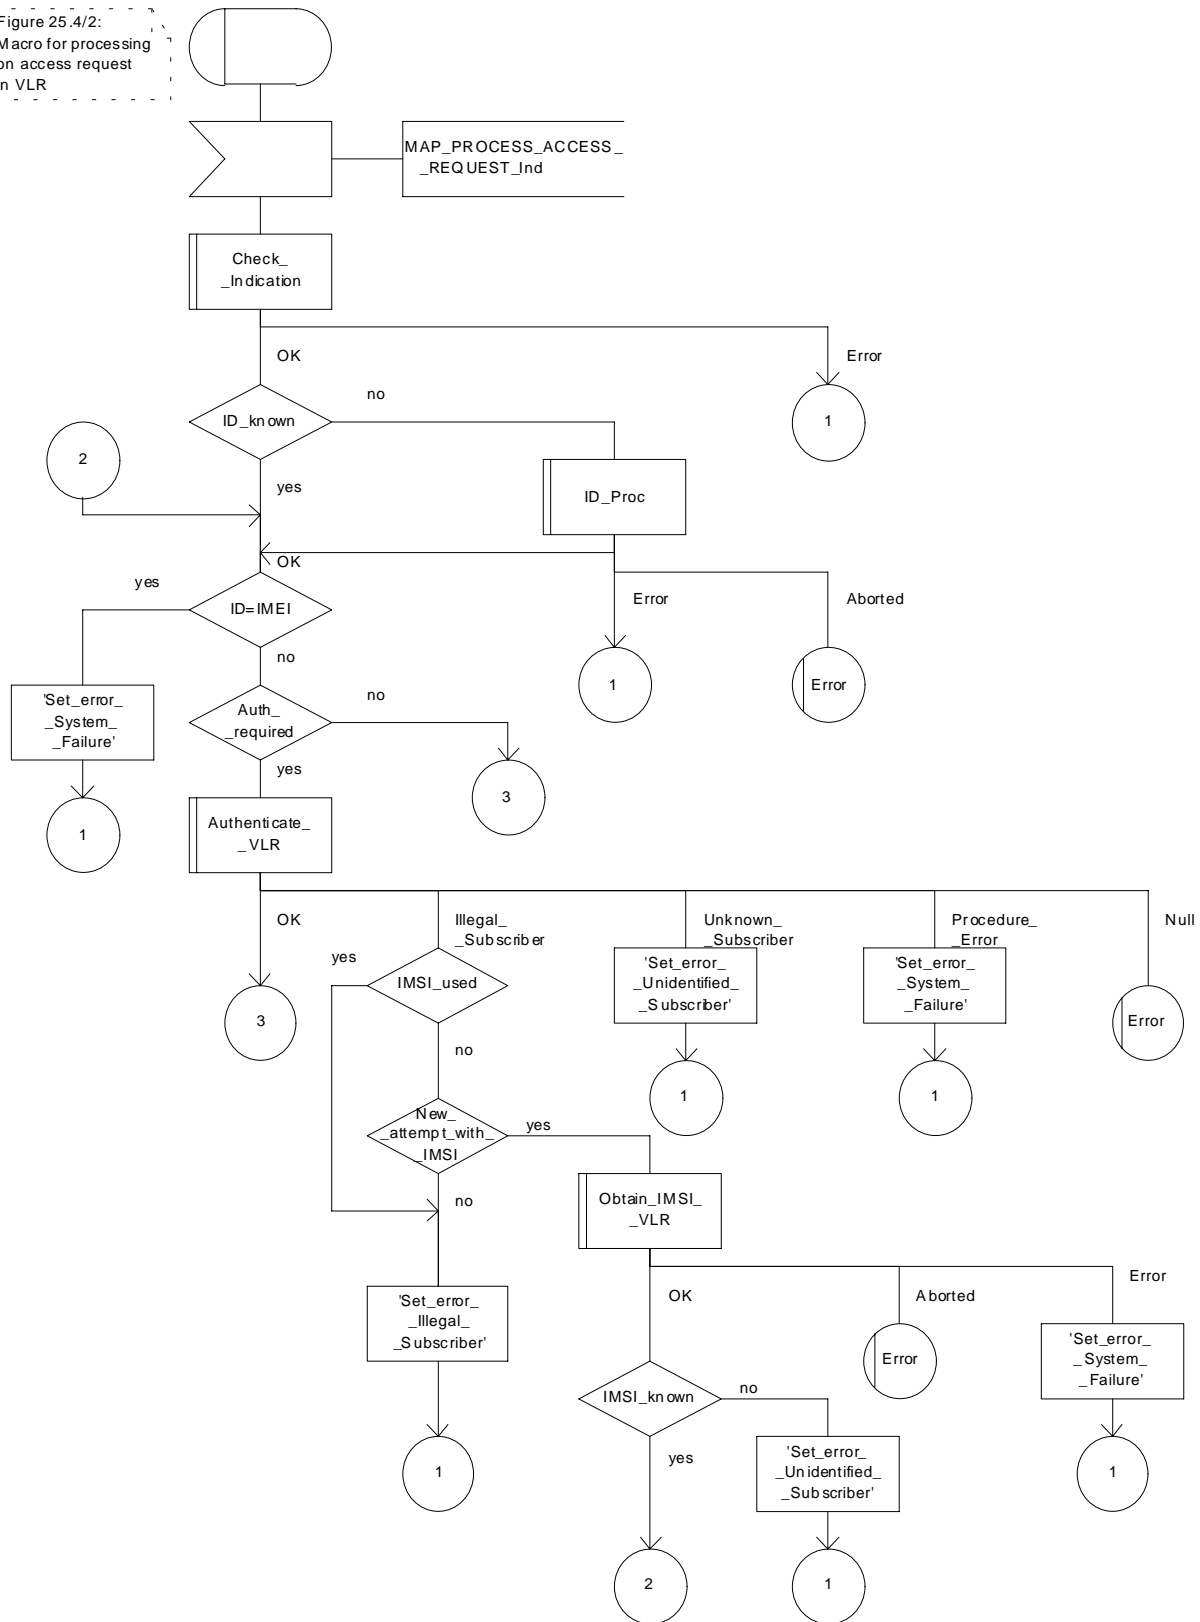 Figure 25.4/2:
Macro for processing
on access request
in VLR
MAP_PROCESS_ACCESS_
_REQUEST_Ind
Check_
_Indication
OK
Error
1
ID_known
no
yes
2
ID_Proc
OK
Error
Aborted
1
Error
ID=IMEI
yes
no
'Set_error_
_System_
_Failure'
1
Auth_
_required
no
yes
3
Authenticate_
_VLR
OK
Illegal_
_Subscriber
Unknown_
_Subscriber
Procedure_
_Error
Null
3
yes
IMSI_used
no
'Set_error_
_Unidentified_
_Subscriber'
1
'Set_error_
_System_
_Failure'
1
Error
New_
_attempt_with_
_IMSI
yes
no
Obtain_IMSI_
_VLR
OK
Aborted
Error
'Set_error_
_Illegal_
_Subscriber'
1
Error
'Set_error_
_System_
_Failure'
1
IMSI_known
no
yes
'Set_error_
_Unidentified_
_Subscriber'
2
1